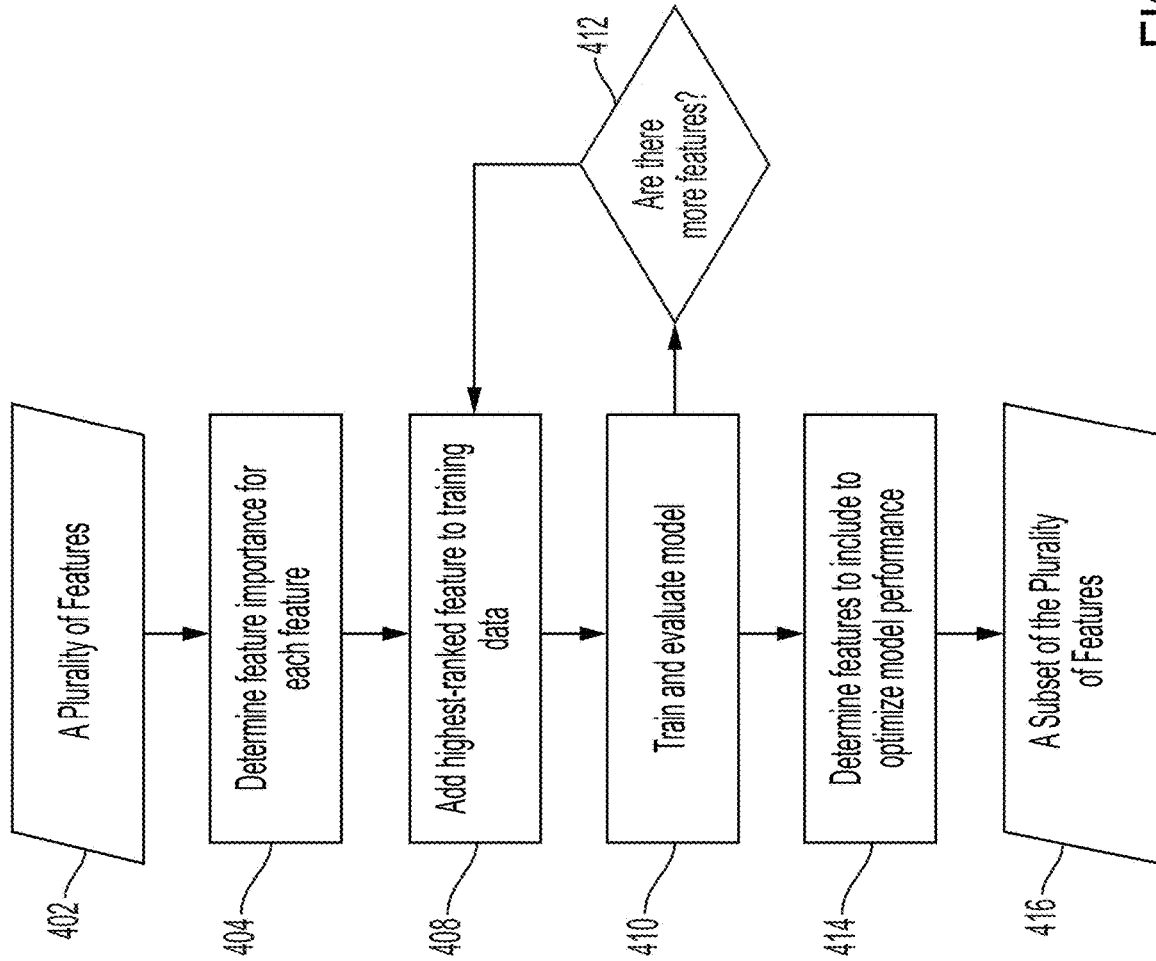 402
A Plurality of Features
404
Determine feature importance for
each feature
408
Add highest-ranked feature to training
data
410
Train and evaluate model
412
Are there
more features?
414
Determine features to include to
optimize model performance
416
A Subset of the Plurality
of Features